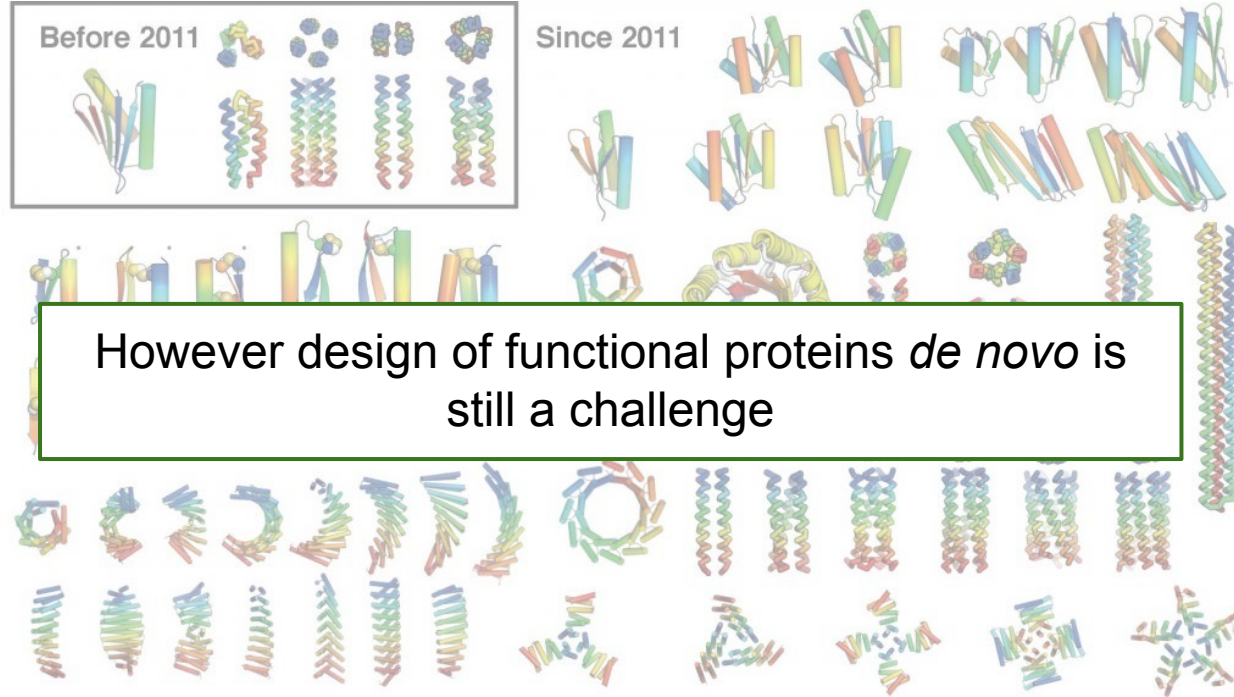 Before 2011
Since 2011
However design of functional proteins de novo is
still a challenge